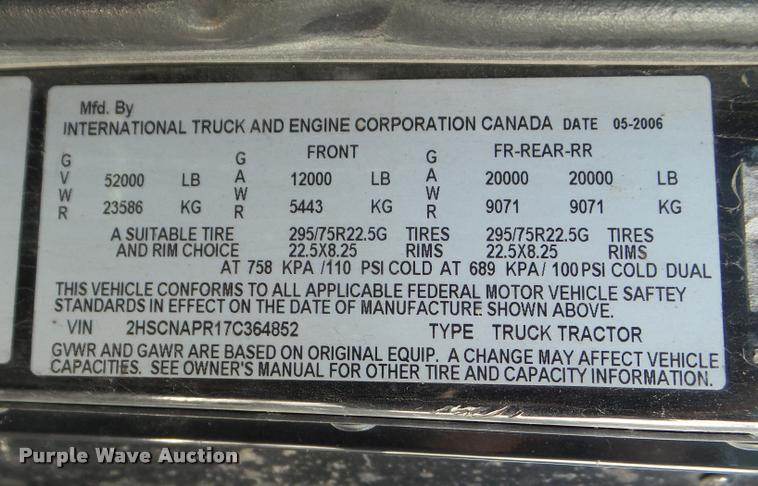 Mfd. By
INTERNATIONAL TRUCK AND ENGINE CORPORATION CANADA DATE 05-2006
GVWR 52000 LB GAWR FRONT 12000 LB GAWR FR-REAR-RR 20000 20000 LB
23586 KG 5443 KG 9071 9071 KG
A SUITABLE TIRE 295/75R22.5G TIRES 295/75R22.5G TIRES
AND RIM CHOICE 22.5X8.25 RIMS 22.5X8.25 RIMS
AT 758 KPA /110 PSI COLD AT 689 KPA/ 100 PSI COLD DUAL
THIS VEHICLE CONFORMS TO ALL APPLICABLE FEDERAL MOTOR VEHICLE SAFTEY
STANDARDS IN EFFECT ON THE DATE OF MANUFACTURE SHOWN ABOVE.
VIN 2HSCNAPR17C364852 TYPE TRUCK TRACTOR
GVWR AND GAWR ARE BASED ON ORIGINAL EQUIP. A CHANGE MAY AFFECT VEHICLE
CAPACITIES. SEE OWNER'S MANUAL FOR OTHER TIRE AND CAPACITY INFORMATION.
Purple Wave Auction